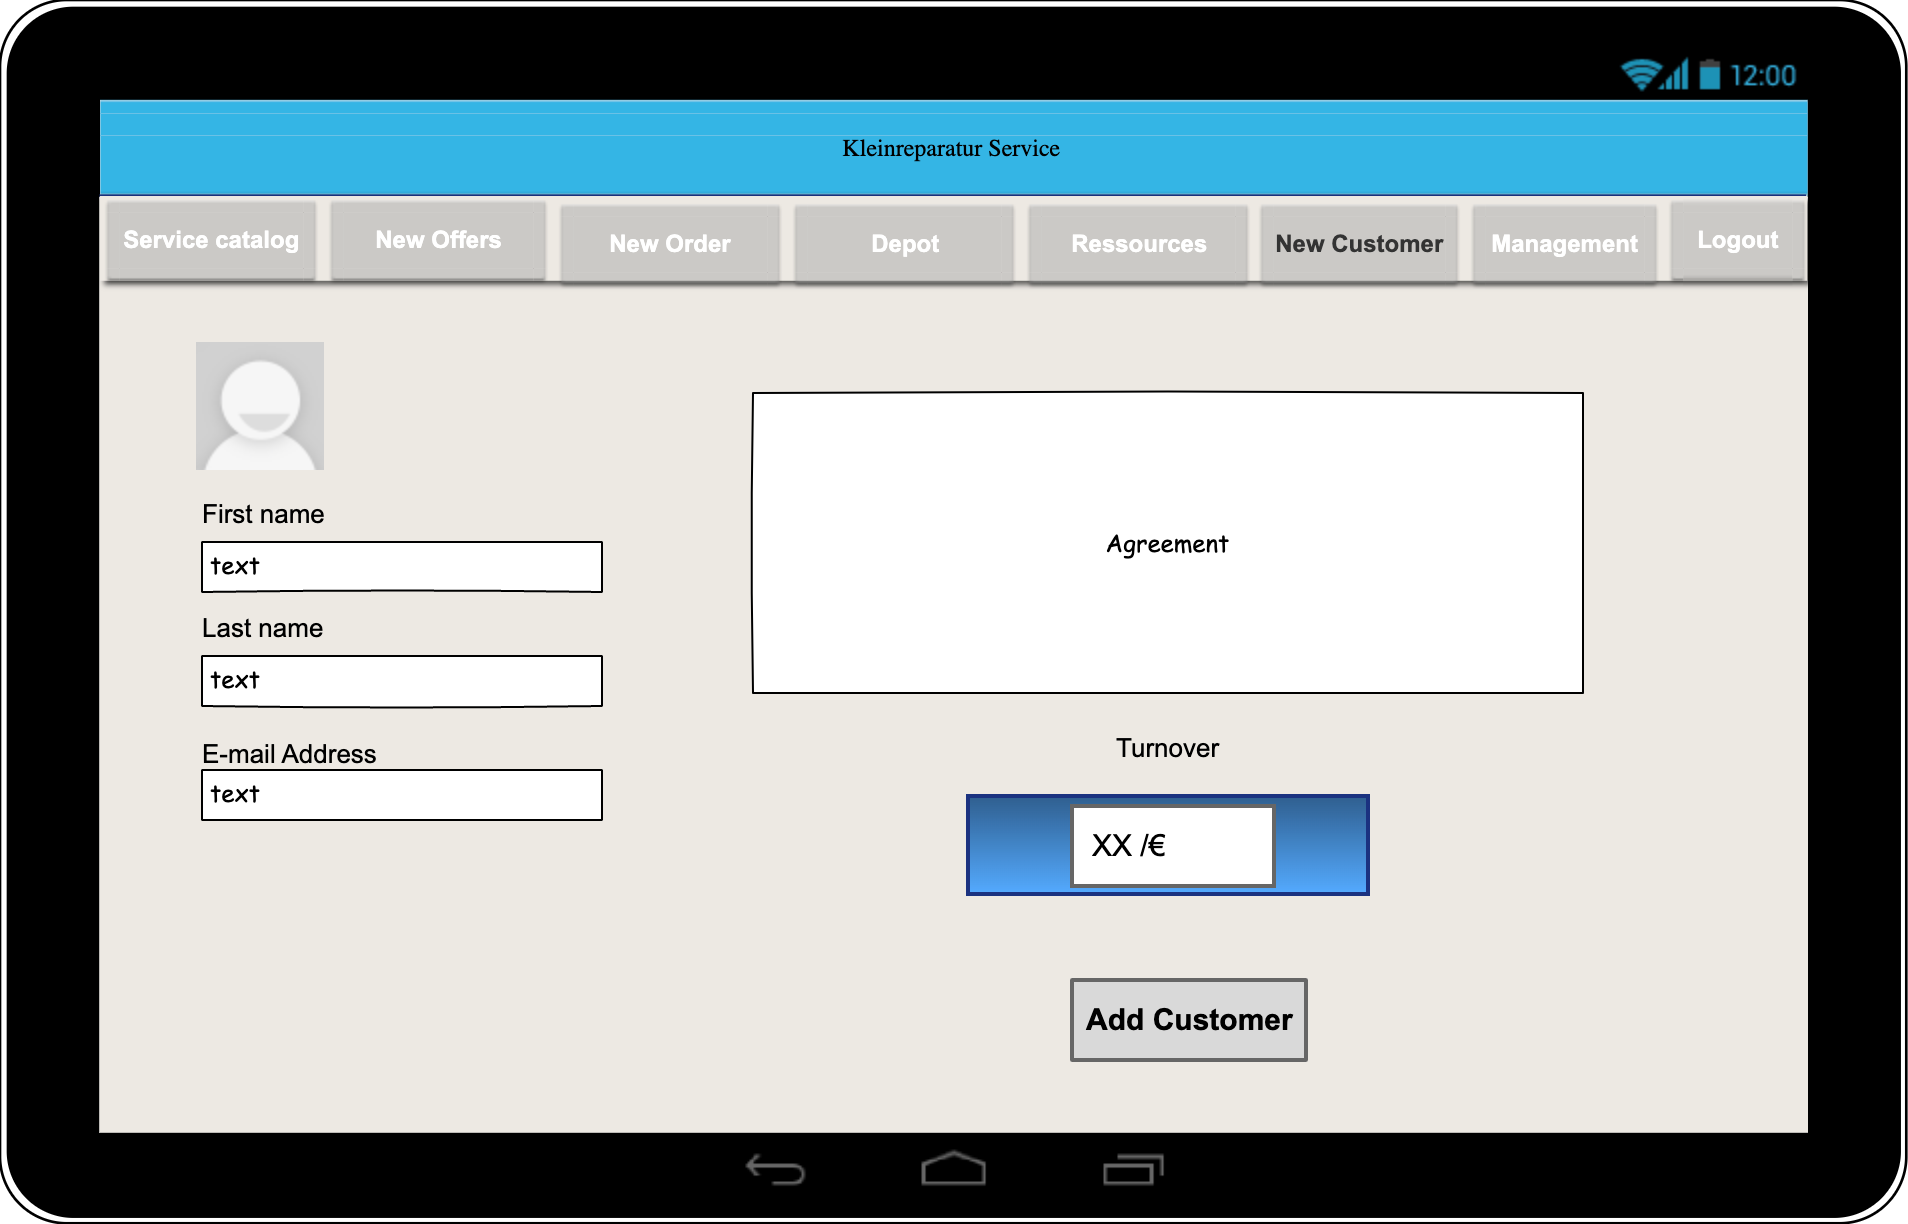 12:00
Kleinreparatur Service
Service catalog
New Offers
New Order
Depot
Ressources
New Customer
Management
Logout
First name
text
Last name
text
E-mail Address
text
Agreement
Turnover
XX /€
Add Customer